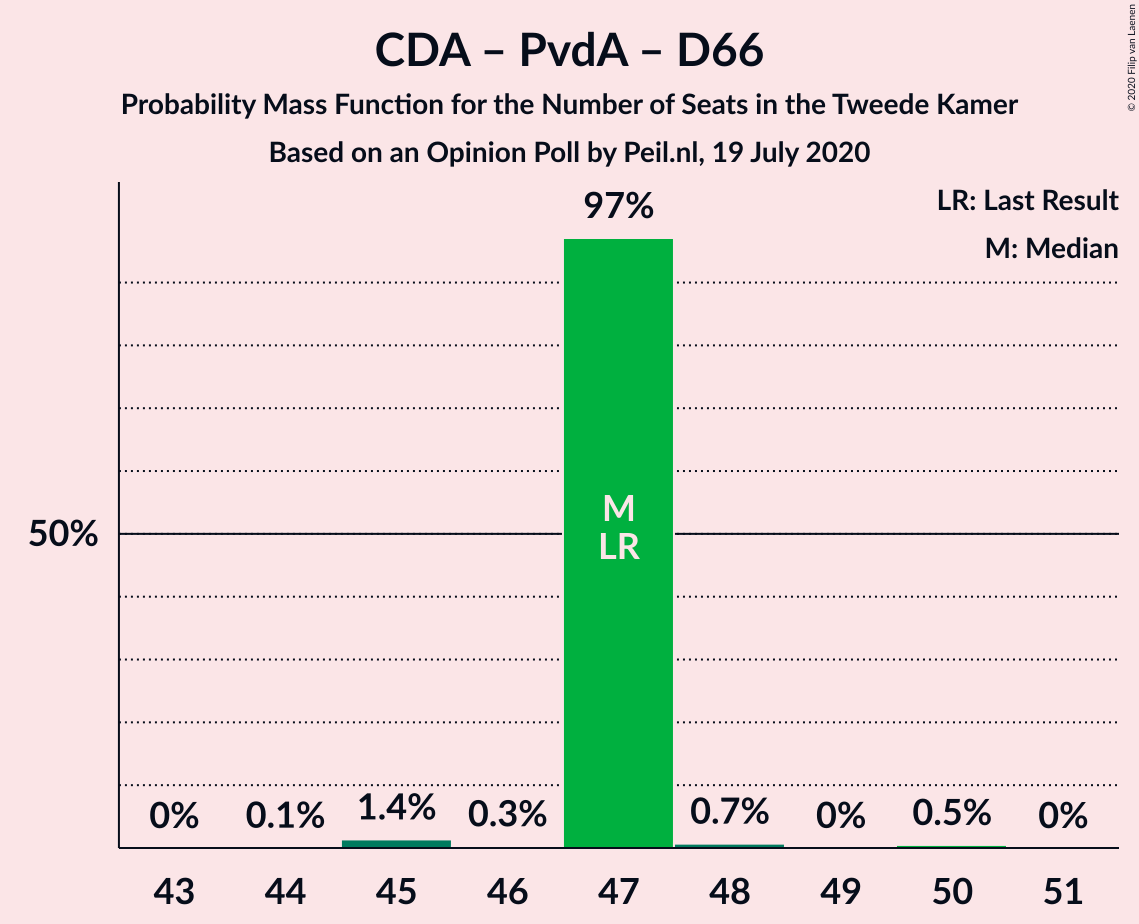 CDA – PvdA – D66
Probability Mass Function for the Number of Seats in the Tweede Kamer
Based on an Opinion Poll by Peil.nl, 19 July 2020
© 2020 Filip van Laenen
LR: Last Result
M: Median
97%
50%
M
LR
0% 0.1% 1.4% 0.3% 0.7% 0% 0.5% 0%
43 44 45 46 47 48 49 50 51